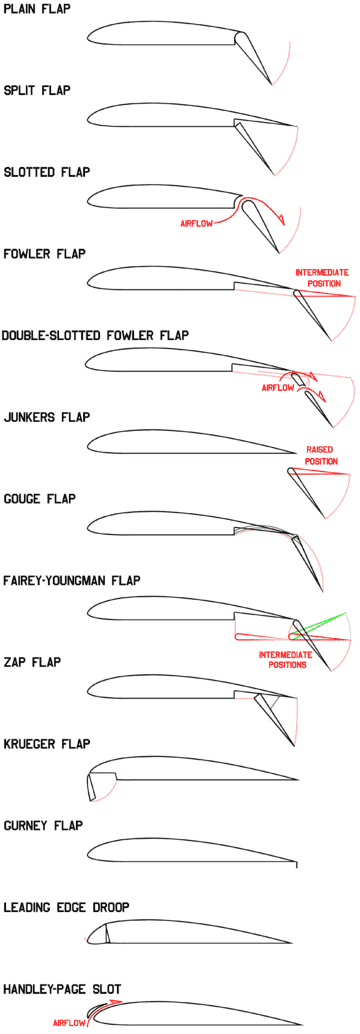 PLAIN FLAP
SPLIT FLAP
SLOTTED FLAP
AIRFLOW
FOWLER FLAP
INTERMEDIATE
POSITION
DOUBLE-SLOTTED FOWLER FLAP
AIRFLOW
JUNKERS FLAP
RAISED
POSITION
GOUGE FLAP
FAIREY-YOUNGMAN FLAP
INTERMEDIATE
POSITIONS
ZAP FLAP
KRUEGER FLAP
GURNEY FLAP
LEADING EDGE DROOP
HANDLEY-PAGE SLOT
AIRFLOW